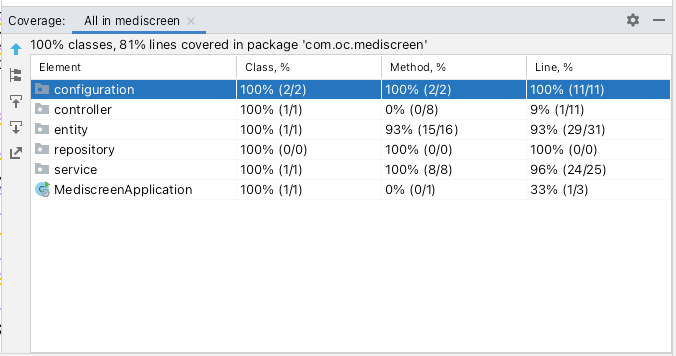 Coverage: All in mediscreen
100% classes, 81% lines covered in package 'com.oc.mediscreen'
Element Class, % Method, % Line, %
configuration 100% (2/2) 100% (2/2) 100% (11/11)
controller 100% (1/1) 0% (0/8) 9% (1/11)
entity 100% (1/1) 93% (15/16) 93% (29/31)
repository 100% (0/0) 100% (0/0) 100% (0/0)
service 100% (1/1) 100% (8/8) 96% (24/25)
MediscreenApplication 100% (1/1) 0% (0/1) 33% (1/3)